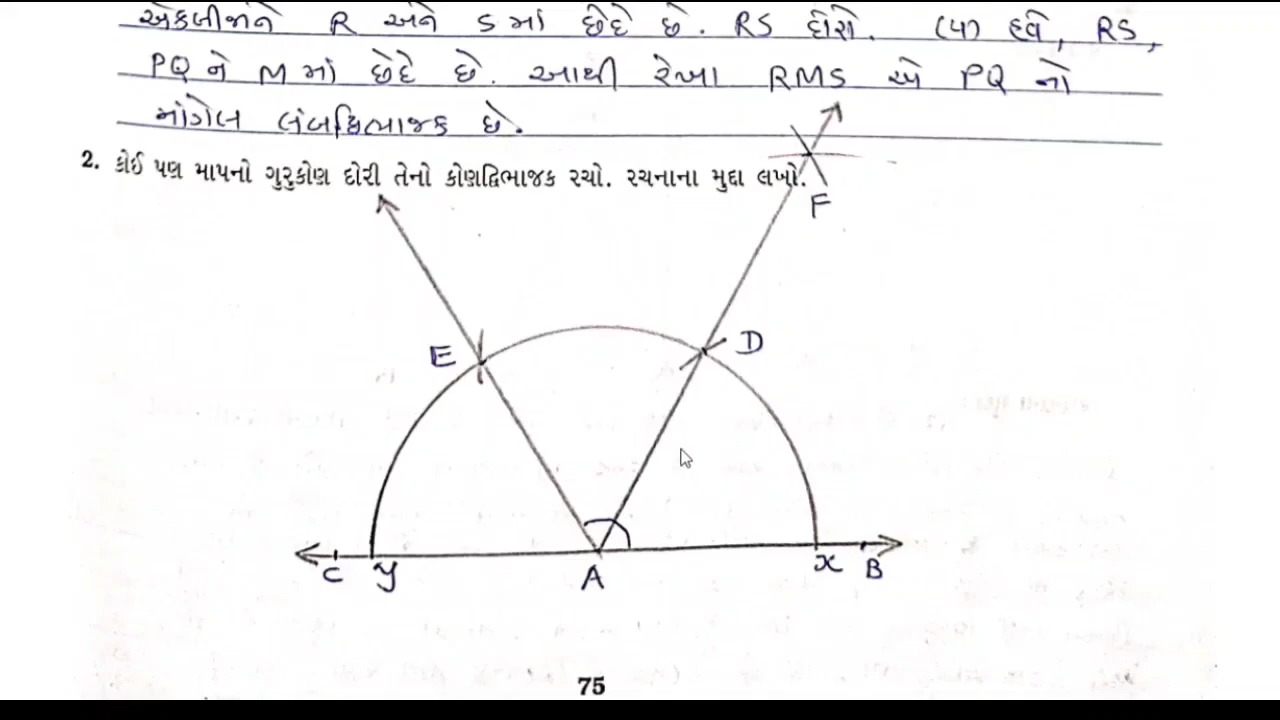 એકબીજાને R અને S માં છેદે છે. RS દોરો. (૫) હવે, RS,
PQ ને M માં છેદે છે. આથી રેખા RMS એ PQ નો
માંગેલ લંબદ્વિભાજક છે.
2. કોઈ પણ માપનો ગુરુકોણ દોરી તેનો કોણદ્વિભાજક રચો. રચનાના મુદ્દા લખો.
F
E D
C y A x B
75